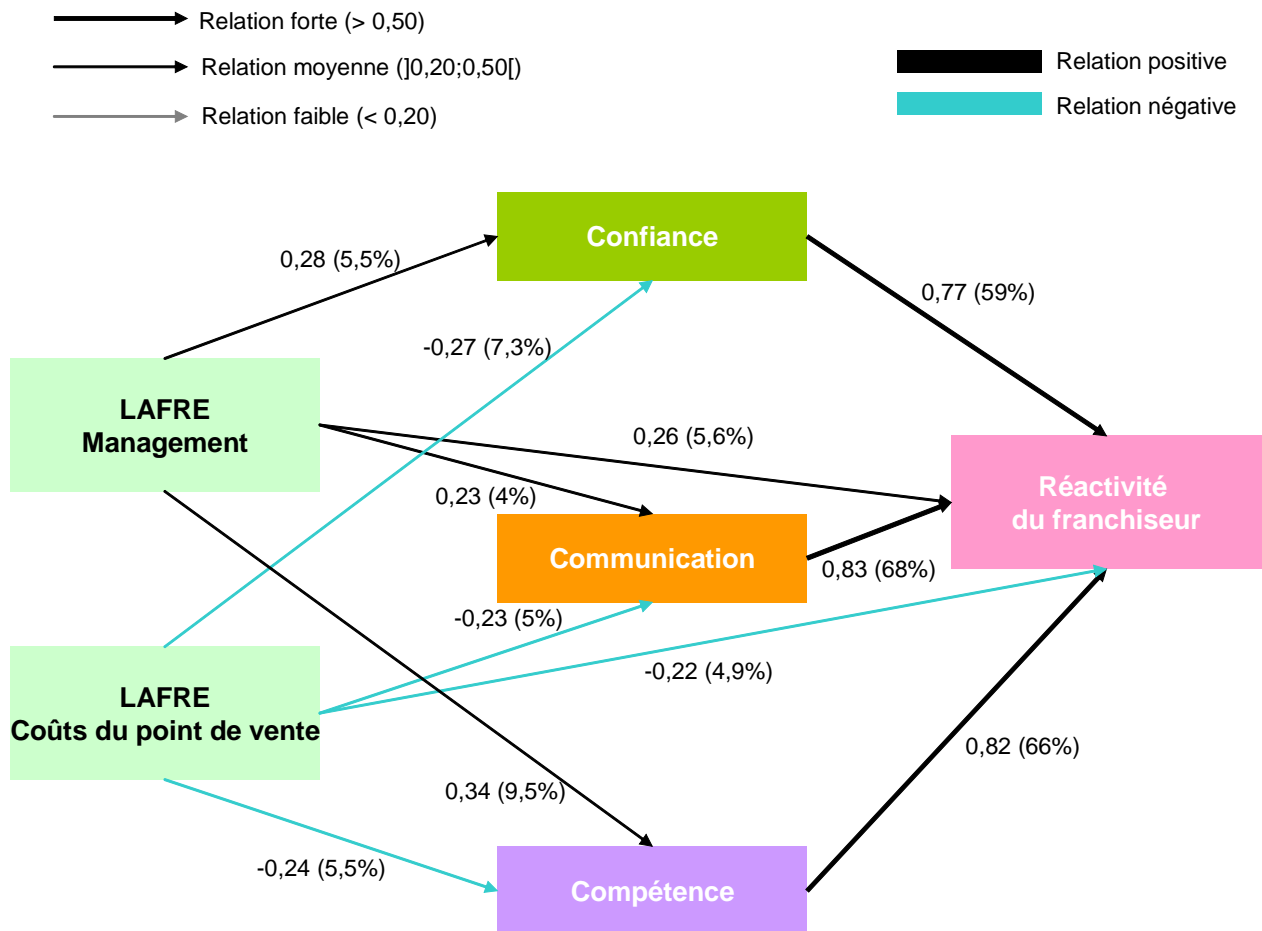 Relation forte (> 0,50)
Relation moyenne (]0,20;0,50[)
Relation faible (< 0,20)
Relation positive
Relation négative
Confiance
0,28 (5,5%)
0,77 (59%)
-0,27 (7,3%)
LAFRE
Management
0,26 (5,6%)
0,23 (4%)
Réactivité
du franchiseur
Communication
0,83 (68%)
-0,23 (5%)
-0,22 (4,9%)
LAFRE
Coûts du point de vente
0,82 (66%)
0,34 (9,5%)
-0,24 (5,5%)
Compétence